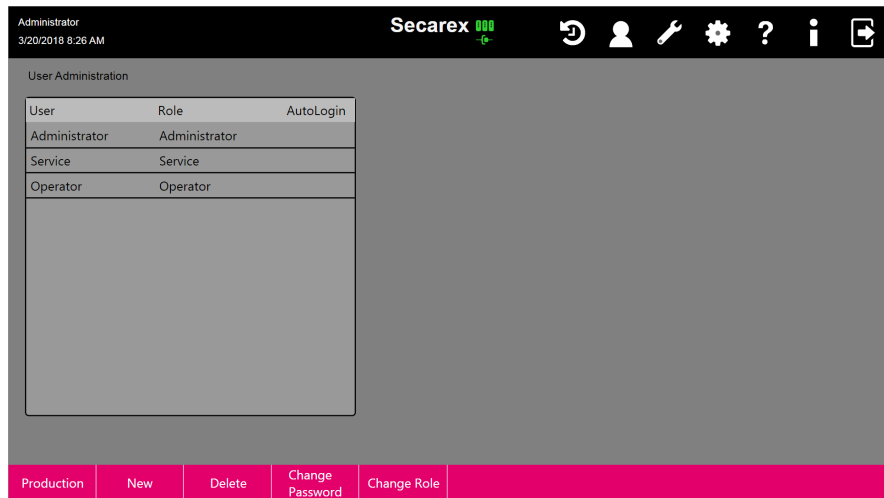 Administrator
3/20/2018 8:26 AM
Secarex
?
i
User Administration
User Role AutoLogin
Administrator Administrator
Service Service
Operator Operator
Production New Delete Change Password Change Role